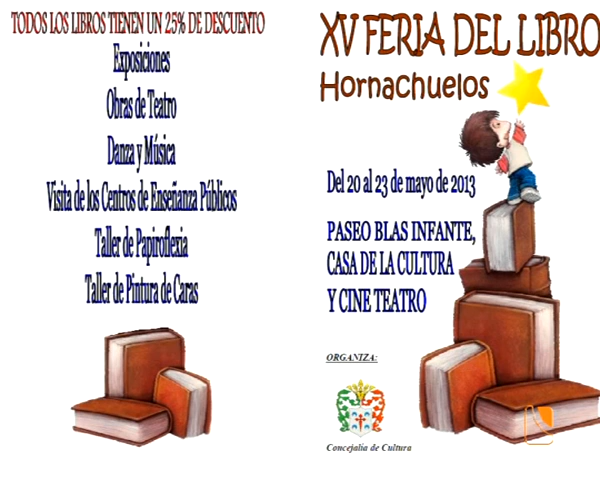 TODOS LOS LIBROS TIENEN UN 25% DE DESCUENTO
Exposiciones
Obras de Teatro
Danza y Música
Visita de los Centros de Enseñanza Públicos
Taller de Papiroflexia
Taller de Pintura de Caras
XV FERIA DEL LIBRO
Hornachuelos
Del 20 al 23 de mayo de 2013
PASEO BLAS INFANTE,
CASA DE LA CULTURA
Y CINE TEATRO
ORGANIZA:
Concejalía de Cultura